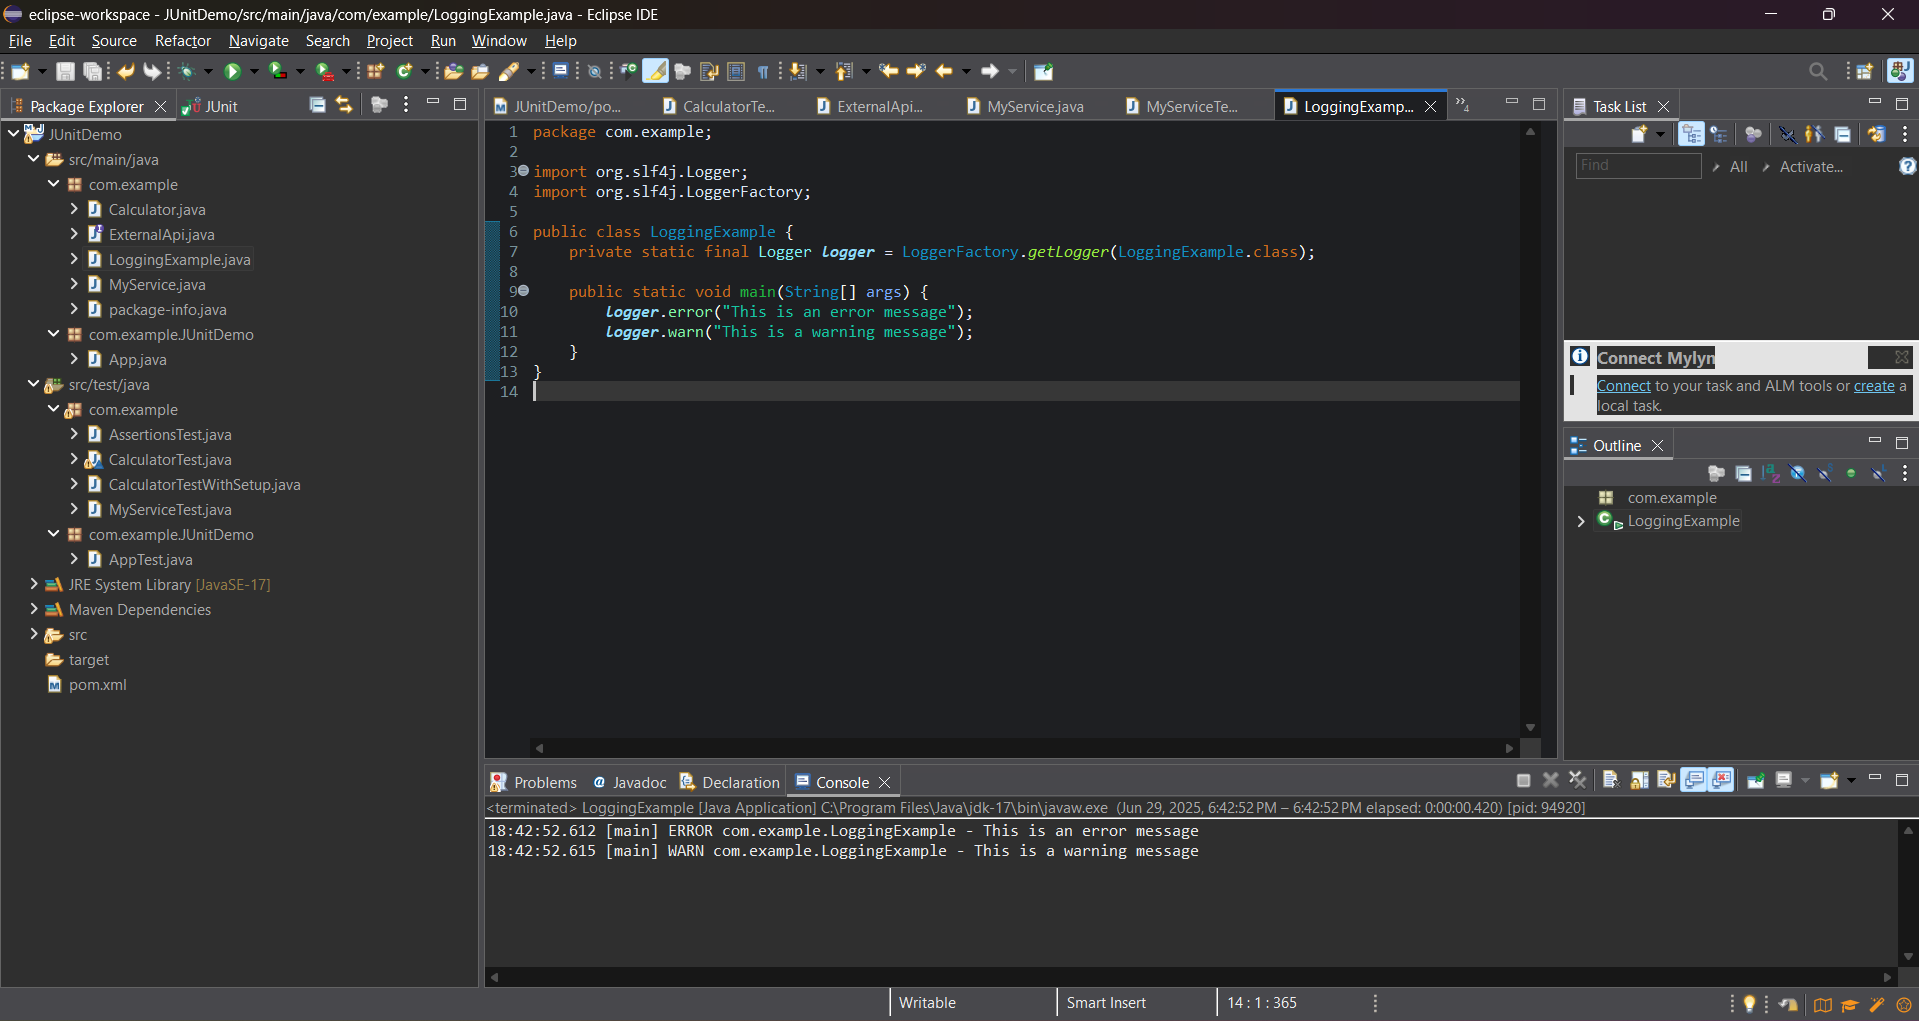 eclipse-workspace - JUnitDemo/src/main/java/com/example/LoggingExample.java - Eclipse IDE
File Edit Source Refactor Navigate Search Project Run Window Help
Package Explorer JUnit
JUnitDemo
src/main/java
com.example
Calculator.java
ExternalApi.java
LoggingExample.java
MyService.java
package-info.java
com.example.JUnitDemo
App.java
src/test/java
com.example
AssertionsTest.java
CalculatorTest.java
CalculatorTestWithSetup.java
MyServiceTest.java
com.example.JUnitDemo
AppTest.java
JRE System Library [JavaSE-17]
Maven Dependencies
src
target
pom.xml
JUnitDemo/po... CalculatorTe... ExternalApi... MyService.java MyServiceTe... LoggingExamp... »4
1 package com.example;
2
3 import org.slf4j.Logger;
4 import org.slf4j.LoggerFactory;
5
6 public class LoggingExample {
7 private static final Logger logger = LoggerFactory.getLogger(LoggingExample.class);
8
9 public static void main(String[] args) {
10 logger.error("This is an error message");
11 logger.warn("This is a warning message");
12 }
13 }
14
Task List
Find All Activate...
Connect Mylyn
Connect to your task and ALM tools or create a
local task.
Outline
com.example
LoggingExample
Problems Javadoc Declaration Console
<terminated> LoggingExample [Java Application] C:\Program Files\Java\jdk-17\bin\javaw.exe (Jun 29, 2025, 6:42:52 PM – 6:42:52 PM elapsed: 0:00:00.420) [pid: 94920]
18:42:52.612 [main] ERROR com.example.LoggingExample - This is an error message
18:42:52.615 [main] WARN com.example.LoggingExample - This is a warning message
Writable Smart Insert 14 : 1 : 365